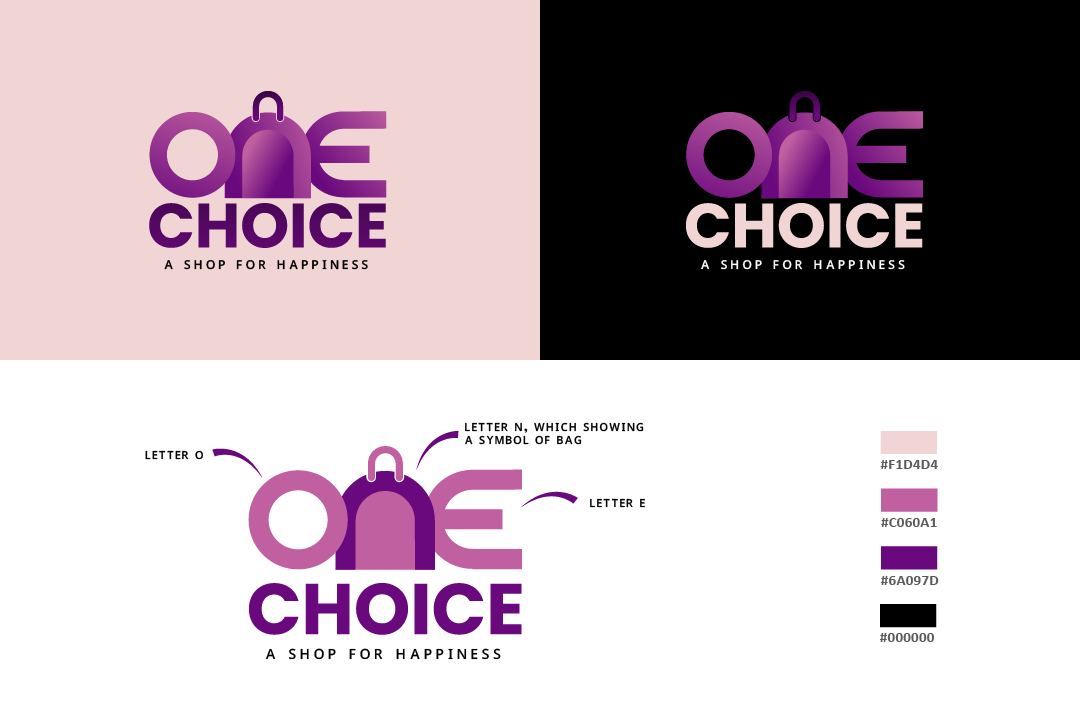 ONE
CHOICE
A SHOP FOR HAPPINESS
ONE
CHOICE
A SHOP FOR HAPPINESS
LETTER N, WHICH SHOWING
A SYMBOL OF BAG
LETTER O
LETTER E
ONE
CHOICE
A SHOP FOR HAPPINESS
#F1D4D4
#C060A1
#6A097D
#000000